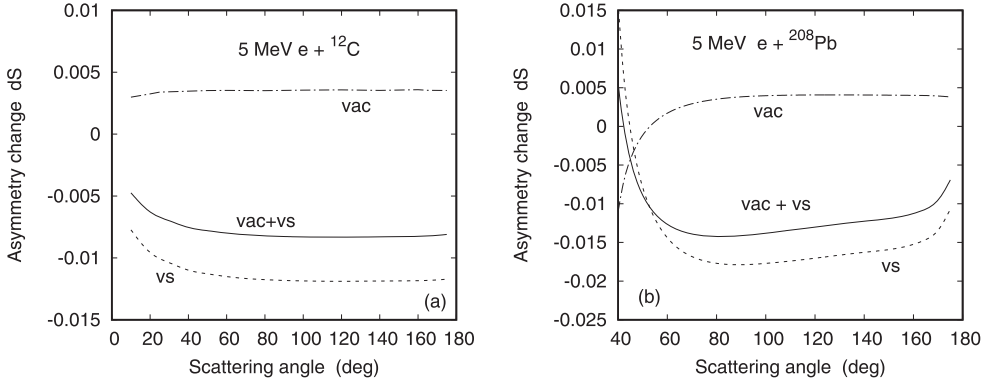 Asymmetry change dS
0.01
0.005
0
-0.005
-0.01
-0.015
5 MeV e + ¹²C
vac
vac+vs
vs
(a)
0 20 40 60 80 100 120 140 160 180
Scattering angle (deg)
Asymmetry change dS
0.015
0.01
0.005
0
-0.005
-0.01
-0.015
-0.02
-0.025
5 MeV e + ²⁰⁸Pb
vac
vac + vs
vs
(b)
40 60 80 100 120 140 160 180
Scattering angle (deg)